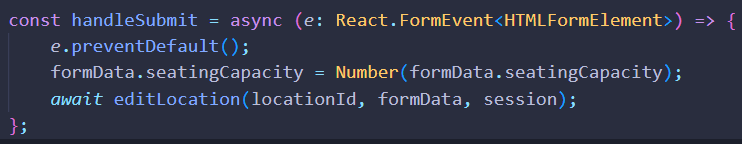 const handleSubmit = async (e: React.FormEvent<HTMLFormElement>) => {
    e.preventDefault();
    formData.seatingCapacity = Number(formData.seatingCapacity);
    await editLocation(locationId, formData, session);
};